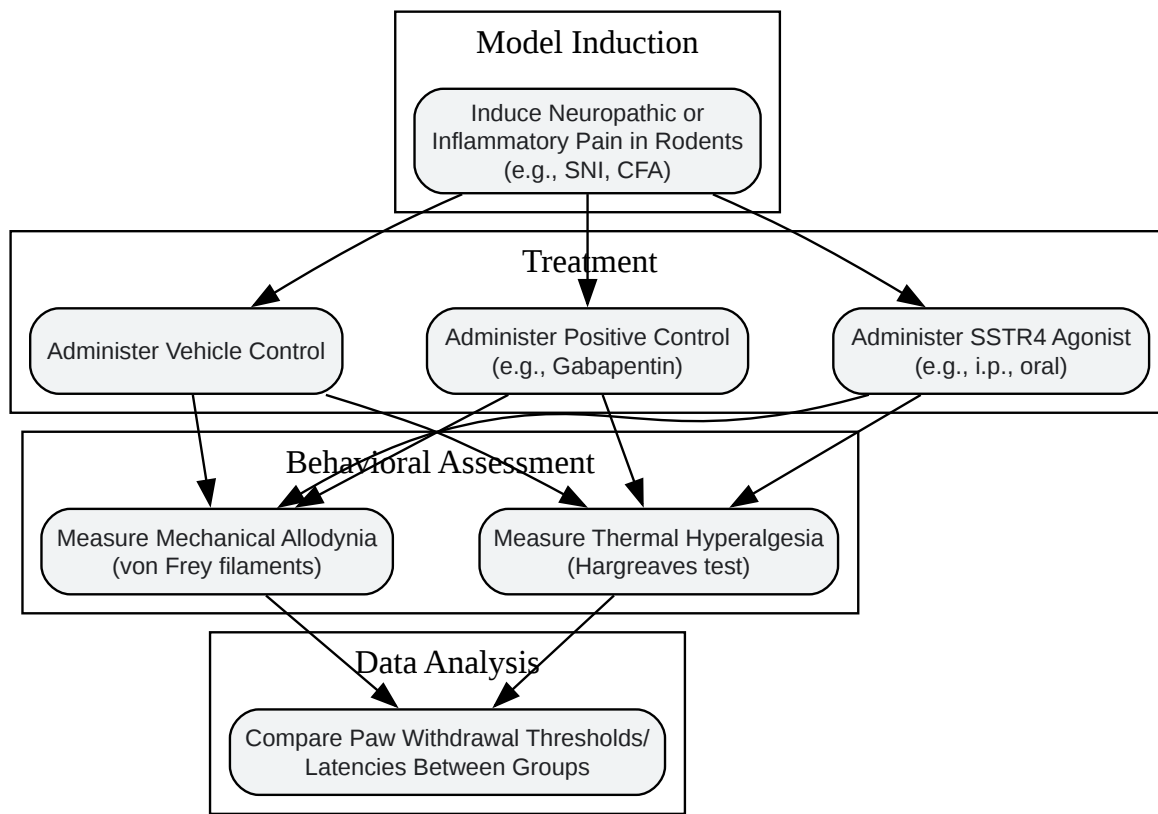 Model Induction
Induce Neuropathic or
Inflammatory Pain in Rodents
(e.g., SNI, CFA)
Treatment
Administer Vehicle Control
Administer Positive Control
(e.g., Gabapentin)
Administer SSTR4 Agonist
(e.g., i.p., oral)
Behavioral Assessment
Measure Mechanical Allodynia
(von Frey filaments)
Measure Thermal Hyperalgesia
(Hargreaves test)
Data Analysis
Compare Paw Withdrawal Thresholds/
Latencies Between Groups